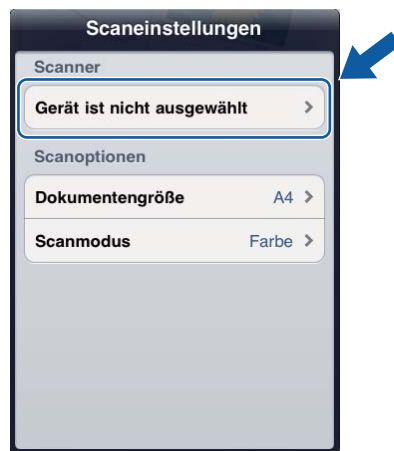 Scaneinstellungen
Scanner
Gerät ist nicht ausgewählt
Scanoptionen
Dokumentengröße A4
Scanmodus Farbe